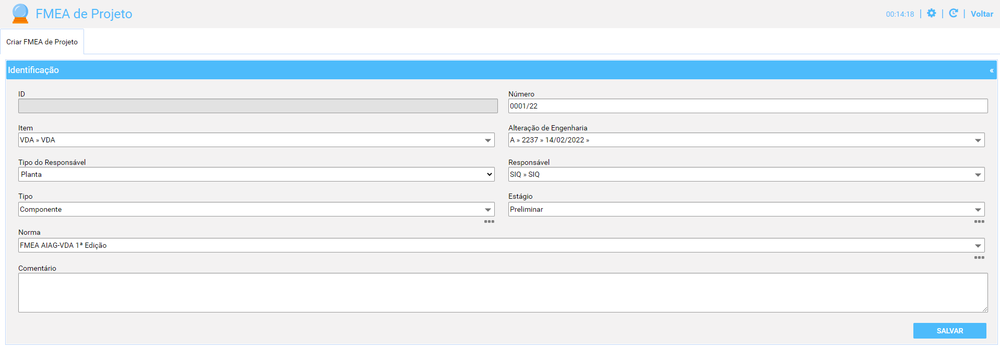 FMEA de Projeto
00:14:18 | | | Voltar
Criar FMEA de Projeto
Identificação «
ID
Número
0001/22
Item
VDA » VDA
Alteração de Engenharia
A » 2237 » 14/02/2022 »
Tipo do Responsável
Planta
Responsável
SIQ » SIQ
Tipo
Componente
Estágio
Preliminar
Norma
FMEA AIAG-VDA 1ª Edição
Comentário
SALVAR